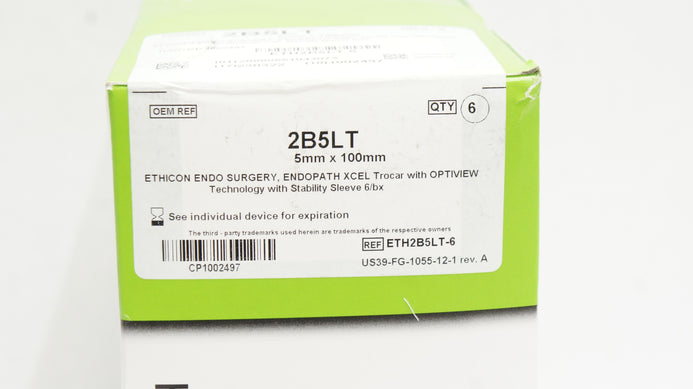 2B5LT
OEM REF
QTY 6
2B5LT
5mm x 100mm
ETHICON ENDO SURGERY, ENDOPATH XCEL Trocar with OPTIVIEW
Technology with Stability Sleeve 6/bx
See individual device for expiration
The third - party trademarks used herein are trademarks of the respective owners
REF ETH2B5LT-6
CP1002497
US39-FG-1055-12-1 rev. A